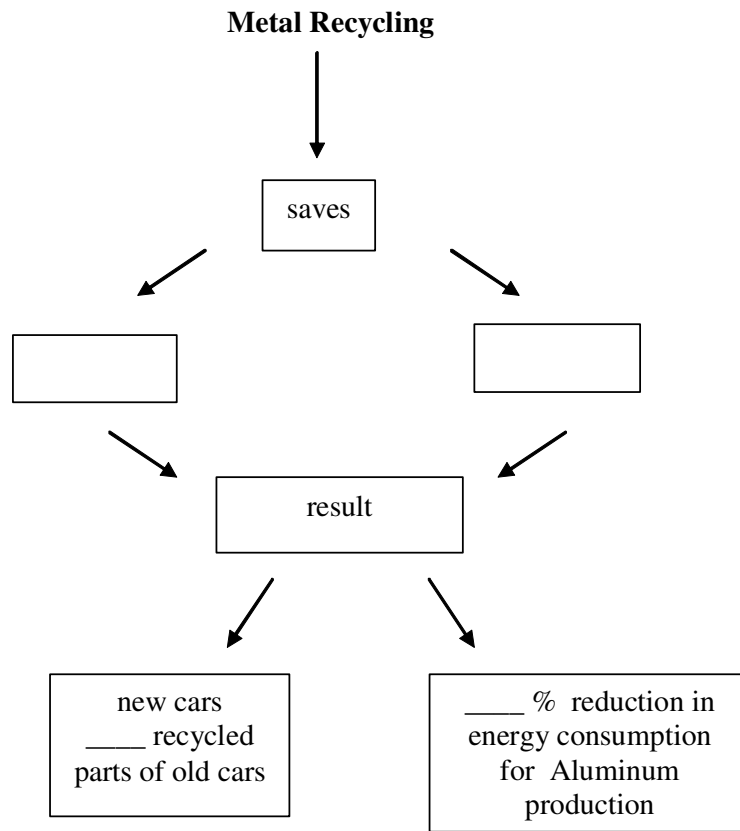 Metal Recycling
saves
result
new cars
____ recycled
parts of old cars
____ % reduction in
energy consumption
for Aluminum
production